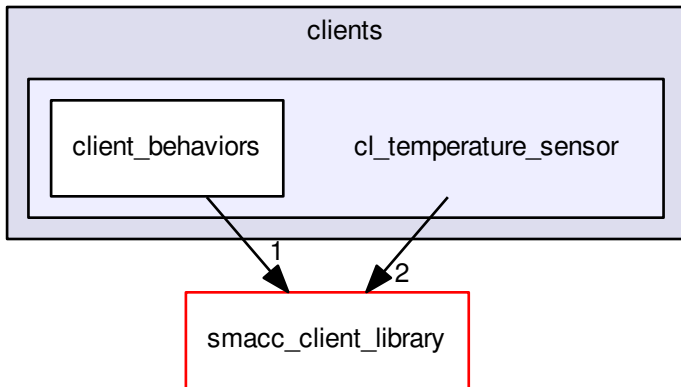 clients
client_behaviors
cl_temperature_sensor
1
2
smacc_client_library